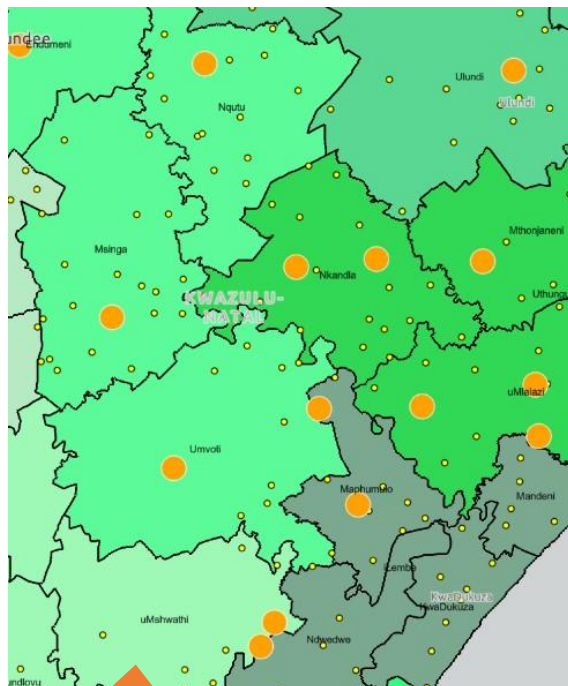 undee
Endumeni
Nqutu
Ulundi
Ulundi
Msinga
Mthonjaneni
Nkandla
KWAZULU-
NATAL
Uthungu
uMlalazi
Umvoti
Maphumulo
Mandeni
iLembe
KwaDukuza
KwaDukuza
uMshwathi
Ndwedwe
undlovu